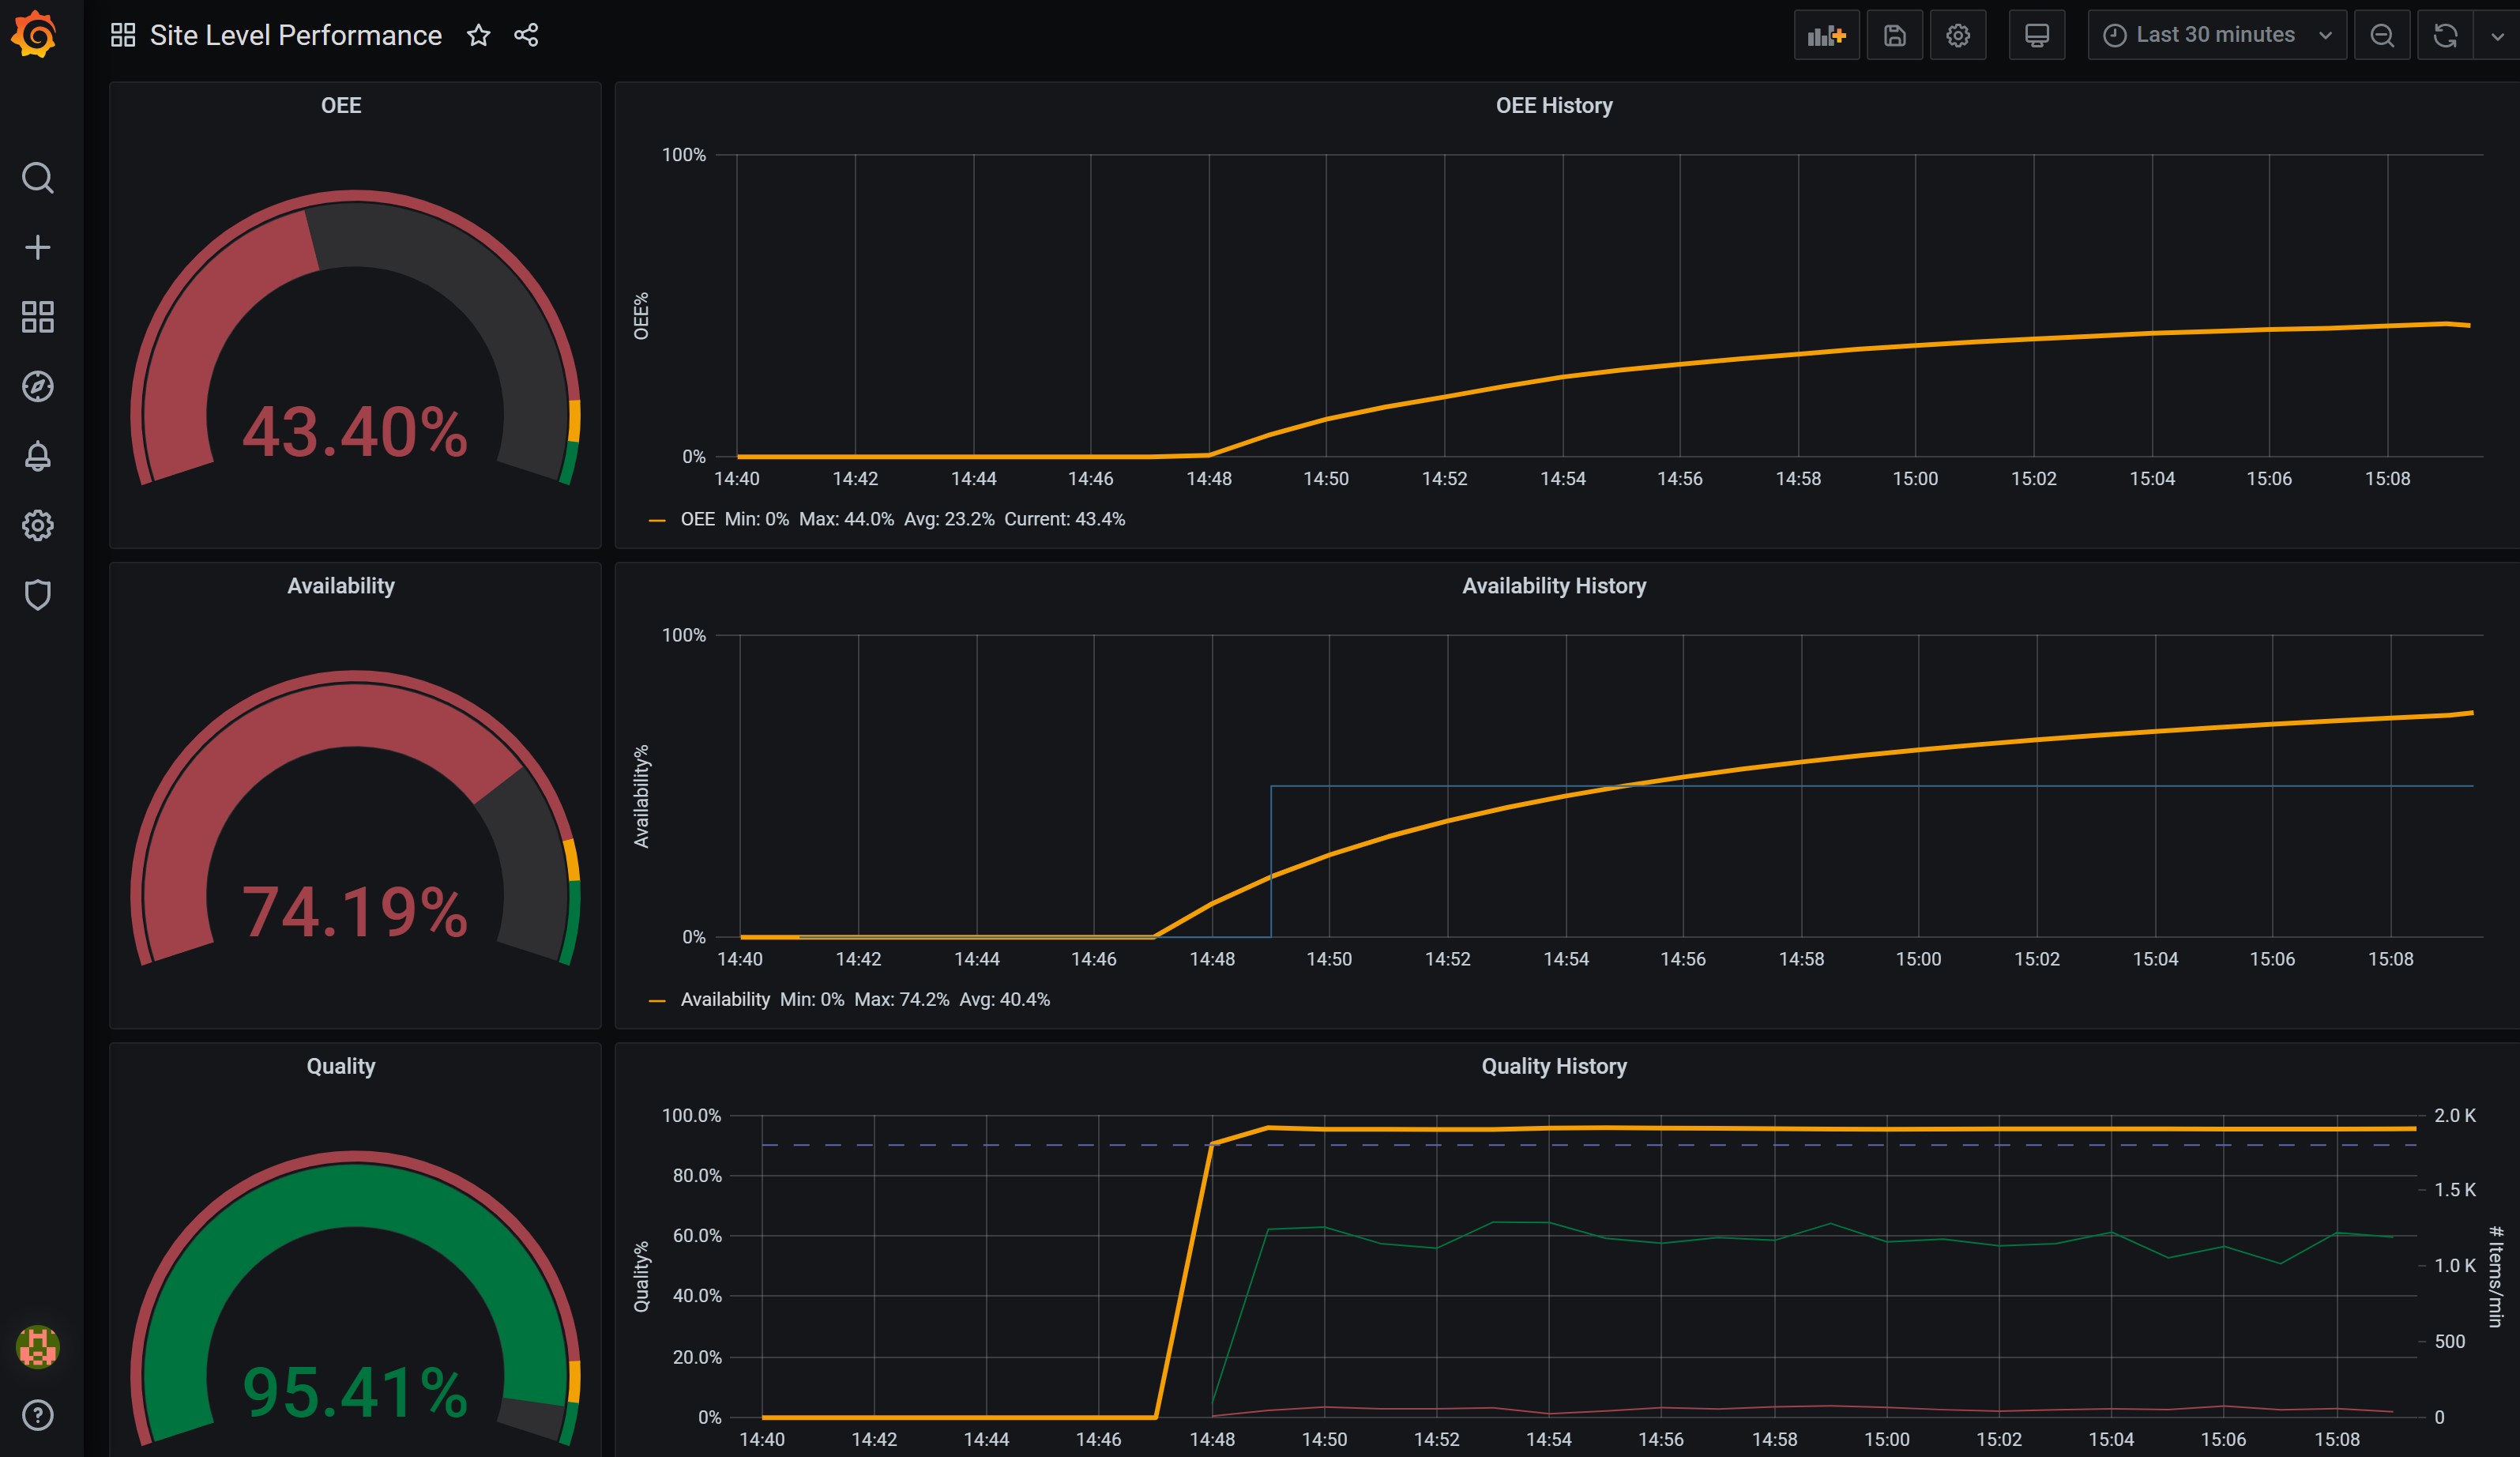 Site Level Performance
Last 30 minutes
OEE
43.40%
OEE History
OEE%
100%
0%
14:40 14:42 14:44 14:46 14:48 14:50 14:52 14:54 14:56 14:58 15:00 15:02 15:04 15:06 15:08
OEE Min: 0% Max: 44.0% Avg: 23.2% Current: 43.4%
Availability
74.19%
Availability History
Availability%
100%
0%
14:40 14:42 14:44 14:46 14:48 14:50 14:52 14:54 14:56 14:58 15:00 15:02 15:04 15:06 15:08
Availability Min: 0% Max: 74.2% Avg: 40.4%
Quality
95.41%
Quality History
Quality%
100.0%
80.0%
60.0%
40.0%
20.0%
0%
2.0 K
1.5 K
1.0 K
500
0
# Items/min
14:40 14:42 14:44 14:46 14:48 14:50 14:52 14:54 14:56 14:58 15:00 15:02 15:04 15:06 15:08